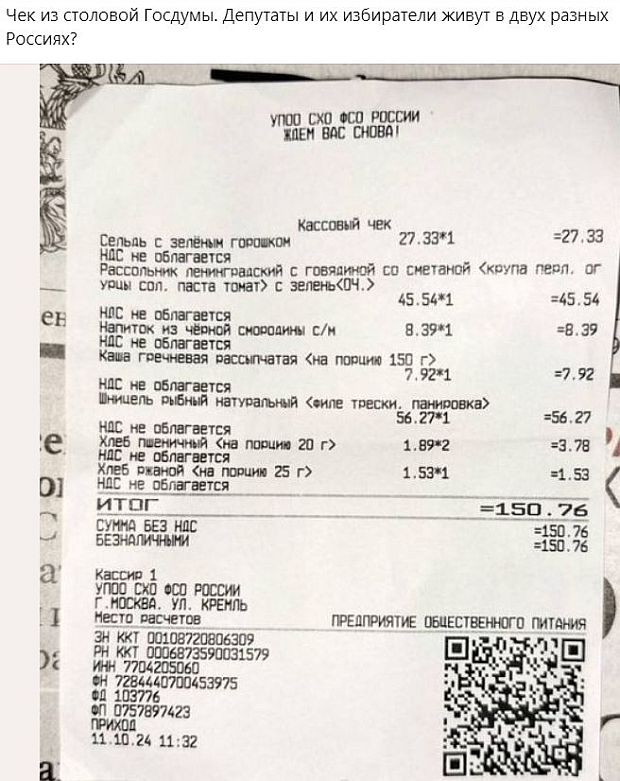 Чек из столовой Госдумы. Депутаты и их избиратели живут в двух разных
Россиях?
УПОО СХО ФСО РОССИИ
ЖДЕМ ВАС СНОВА!
Кассовый чек
Сельдь с зелёным горошком 27.33*1 =27.33
НДС не облагается
Рассольник ленинградский с говядиной со сметаной <крупа перл. ог
урцы сол. паста томат> с зелень<ОЧ.>
45.54*1 =45.54
НДС не облагается
Напиток из чёрной смородины с/м 8.39*1 =8.39
НДС не облагается
Каша гречневая рассыпчатая <на порцию 150 г>
7.92*1 =7.92
НДС не облагается
Шницель рыбный натуральный <филе трески. панировка>
56.27*1 =56.27
НДС не облагается
Хлеб пшеничный <на порцию 20 г> 1.89*2 =3.78
НДС не облагается
Хлеб ржаной <на порцию 25 г> 1.53*1 =1.53
НДС не облагается
ИТОГ =150.76
СУММА БЕЗ НДС =150.76
БЕЗНАЛИЧНЫМИ =150.76
Кассир 1
УПОО СХО ФСО РОССИИ
Г.МОСКВА. УЛ. КРЕМЛЬ
Место расчетов ПРЕДПРИЯТИЕ ОБЩЕСТВЕННОГО ПИТАНИЯ
ЗН ККТ 00108720806309
РН ККТ 0006873590031579
ИНН 7704205060
ФН 7284440700453975
ФД 103776
ФП 0757897423
ПРИХОД
11.10.24 11:32